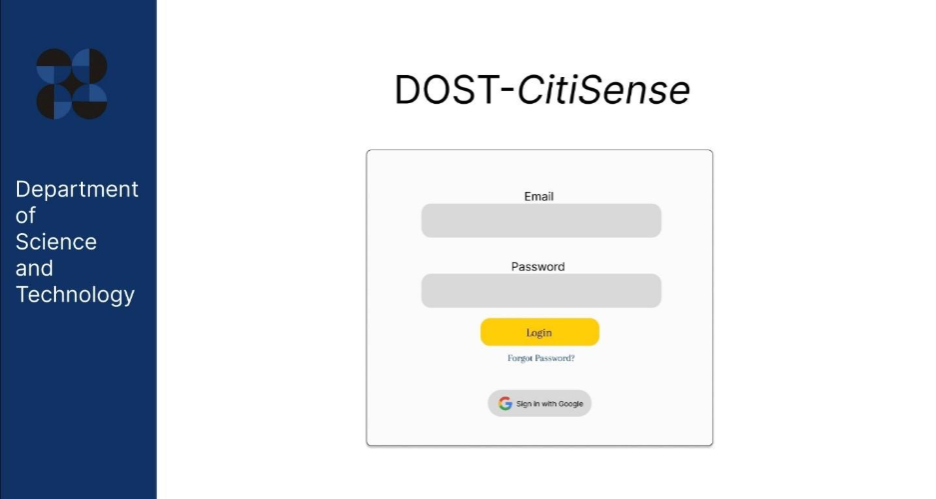 Department
of
Science
and
Technology
DOST-CitiSense
Email
Password
Login
Forgot Password?
Sign in with Google